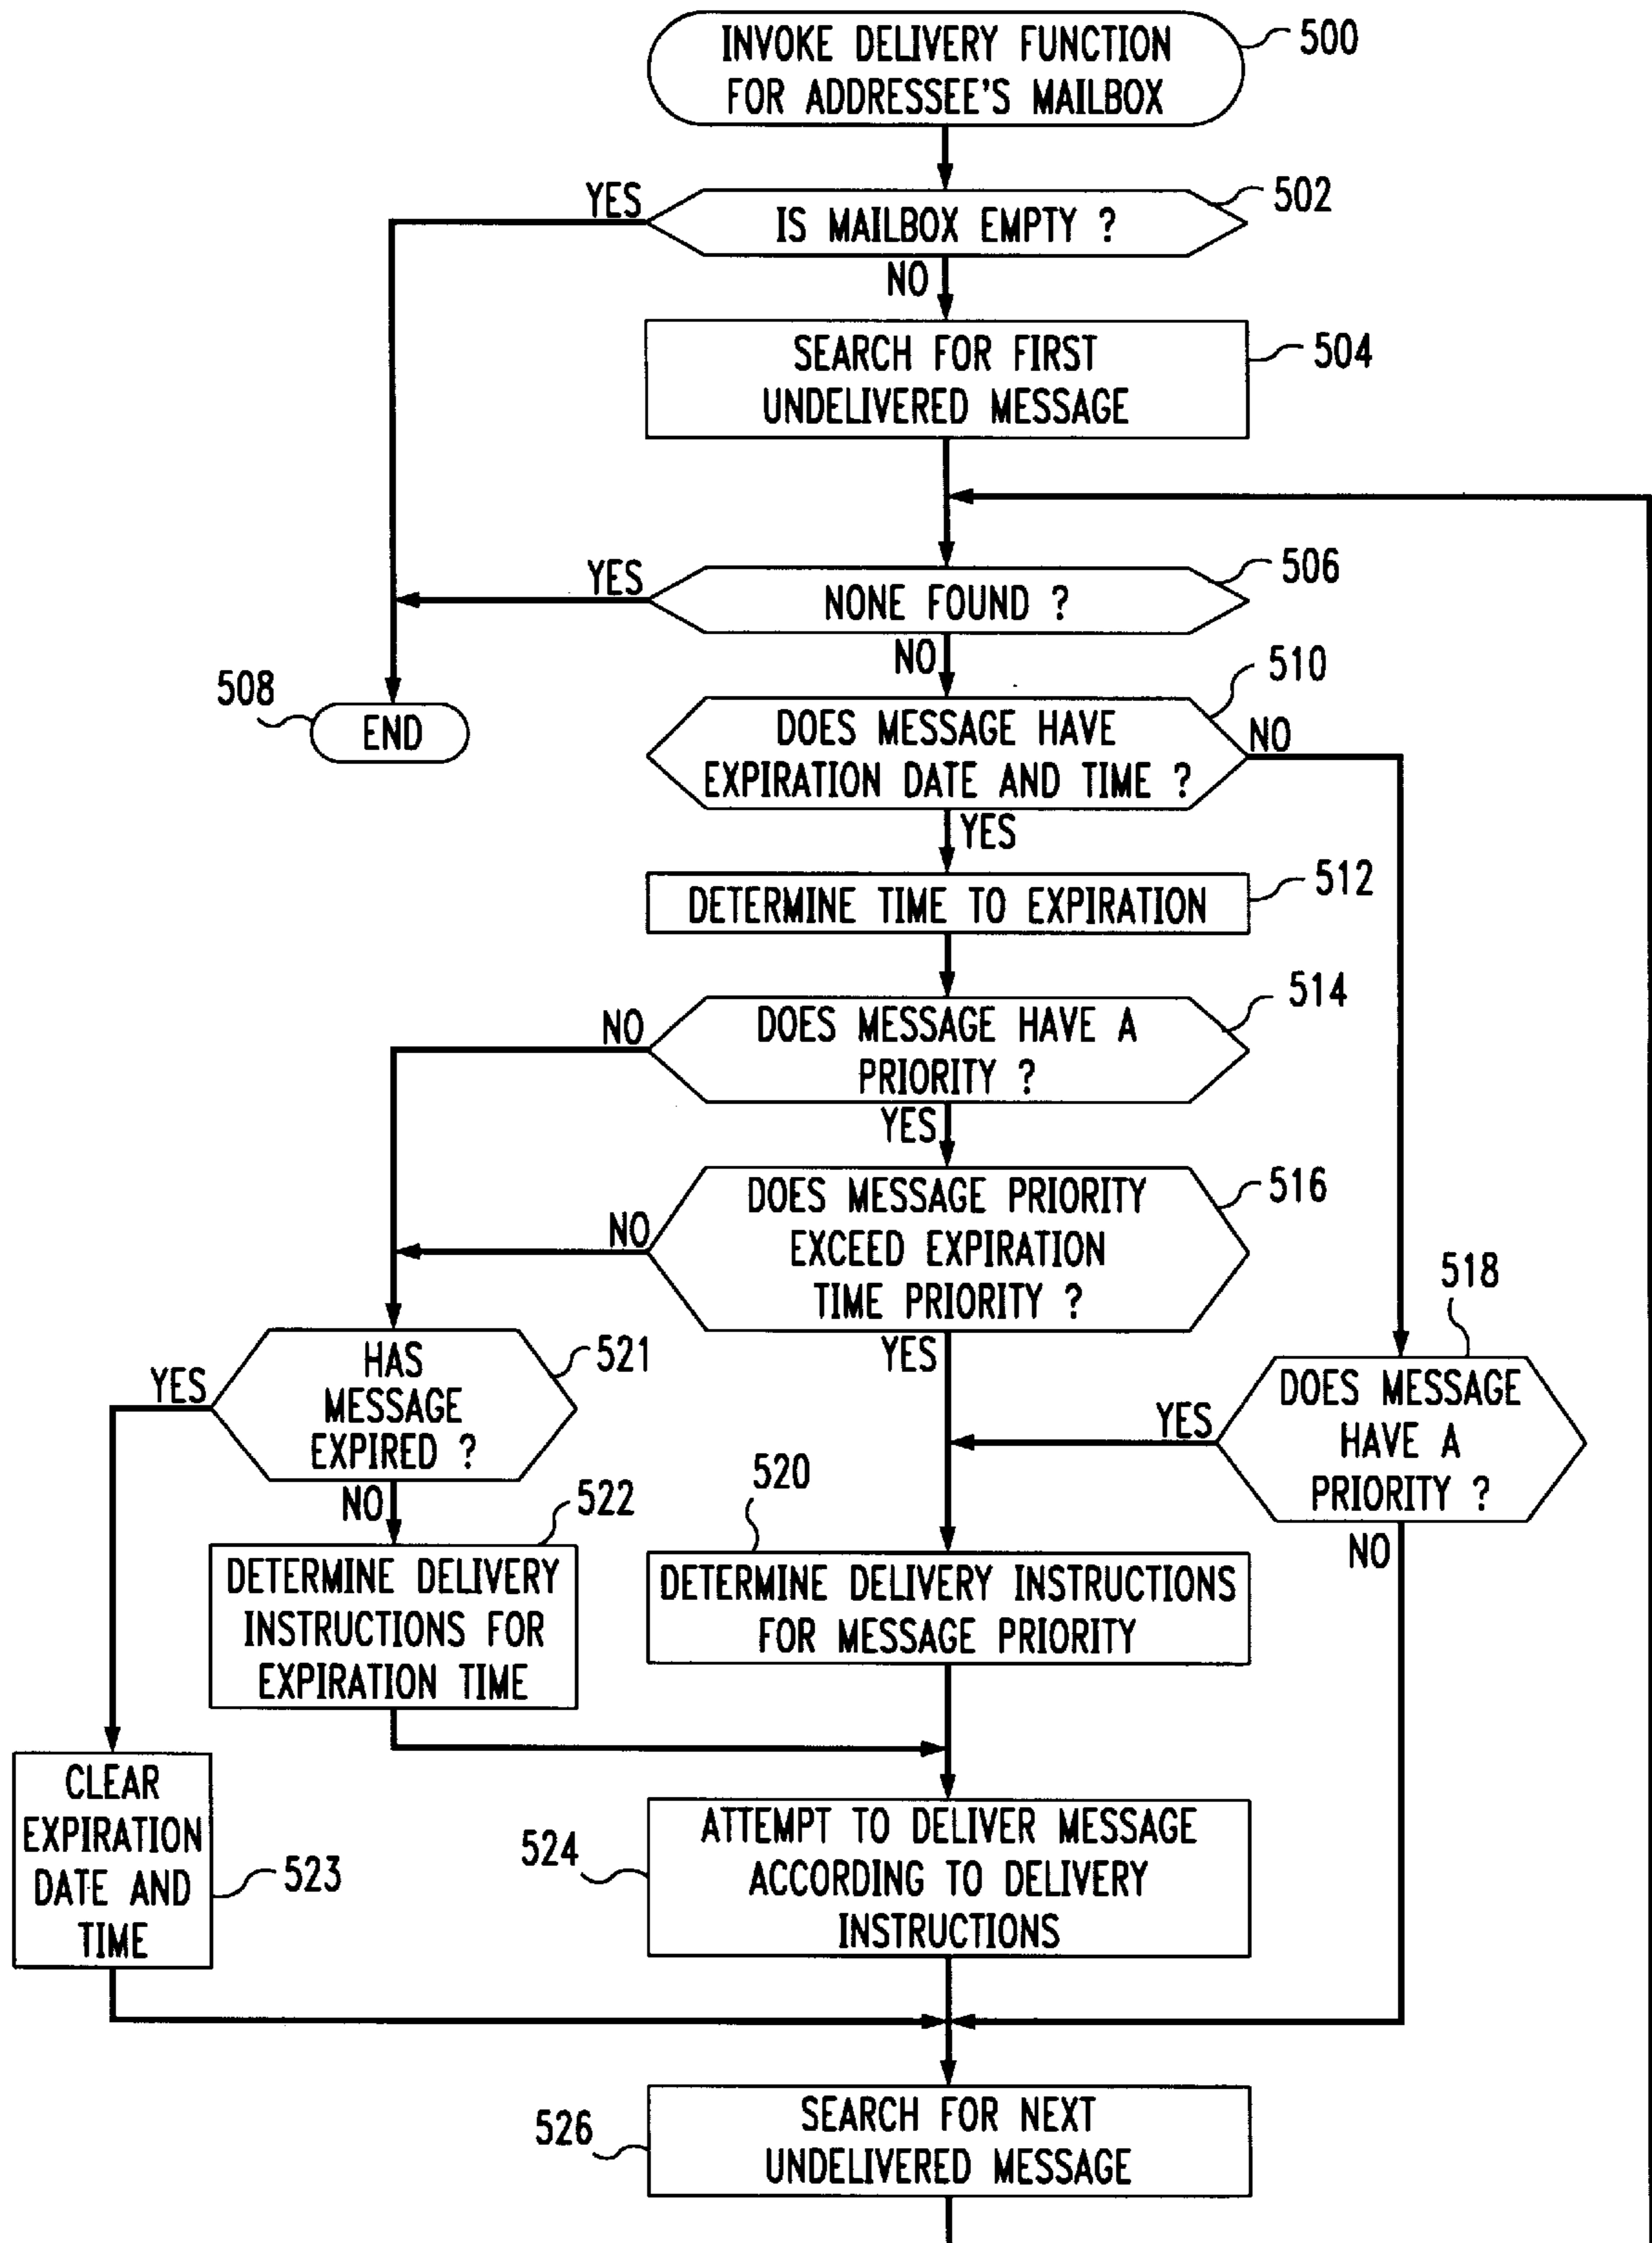 INVOKE DELIVERY FUNCTION
FOR ADDRESSEE'S MAILBOX
500
YES
IS MAILBOX EMPTY ?
502
NO
SEARCH FOR FIRST
UNDELIVERED MESSAGE
504
YES
NONE FOUND ?
506
NO
508
END
DOES MESSAGE HAVE
EXPIRATION DATE AND TIME ?
510
NO
YES
DETERMINE TIME TO EXPIRATION
512
NO
DOES MESSAGE HAVE A
PRIORITY ?
514
YES
NO
DOES MESSAGE PRIORITY
EXCEED EXPIRATION
TIME PRIORITY ?
516
YES
518
DOES MESSAGE
HAVE A
PRIORITY ?
YES
NO
YES
HAS
MESSAGE
EXPIRED ?
521
NO
522
DETERMINE DELIVERY
INSTRUCTIONS FOR
EXPIRATION TIME
520
DETERMINE DELIVERY INSTRUCTIONS
FOR MESSAGE PRIORITY
CLEAR
EXPIRATION
DATE AND
TIME
523
524
ATTEMPT TO DELIVER MESSAGE
ACCORDING TO DELIVERY
INSTRUCTIONS
526
SEARCH FOR NEXT
UNDELIVERED MESSAGE